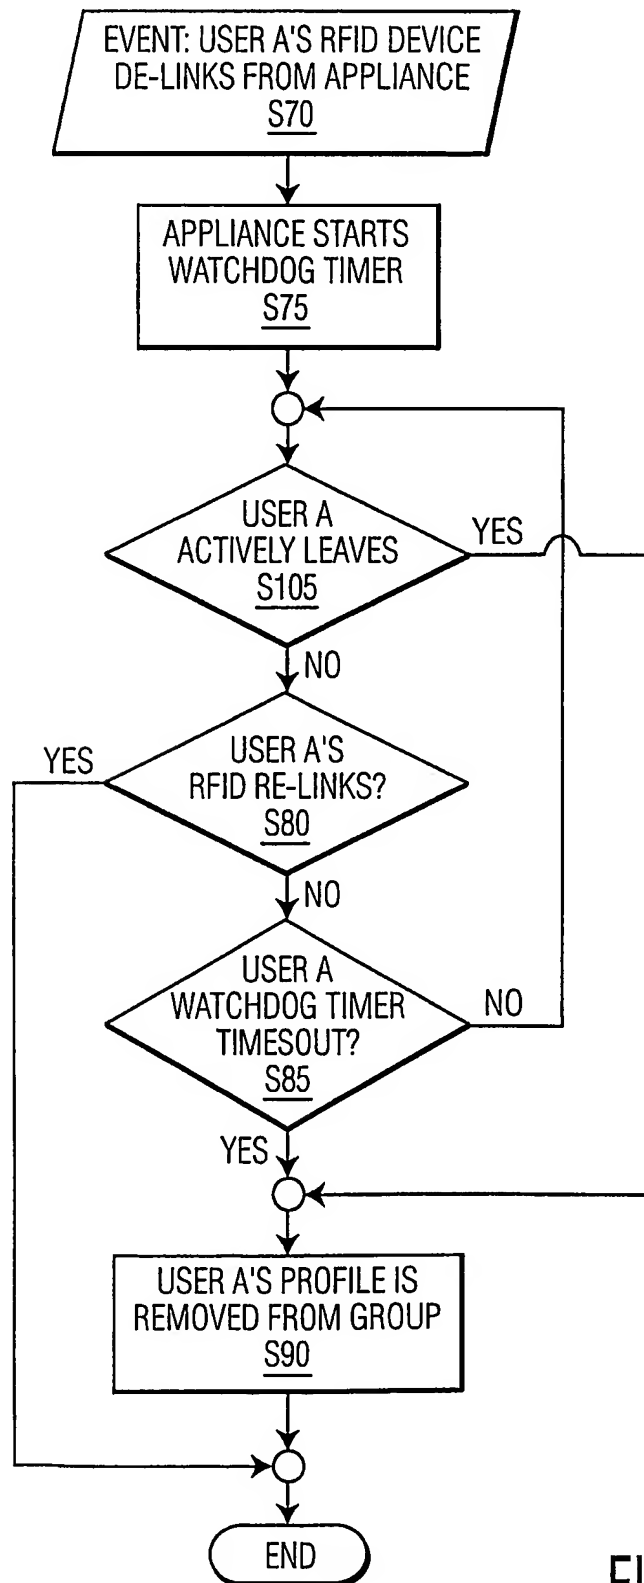 EVENT: USER A'S RFID DEVICE
DE-LINKS FROM APPLIANCE
S70
APPLIANCE STARTS
WATCHDOG TIMER
S75
USER A
ACTIVELY LEAVES
S105
YES
NO
USER A'S
RFID RE-LINKS?
S80
YES
NO
USER A
WATCHDOG TIMER
TIMESOUT?
S85
NO
YES
USER A'S PROFILE IS
REMOVED FROM GROUP
S90
END